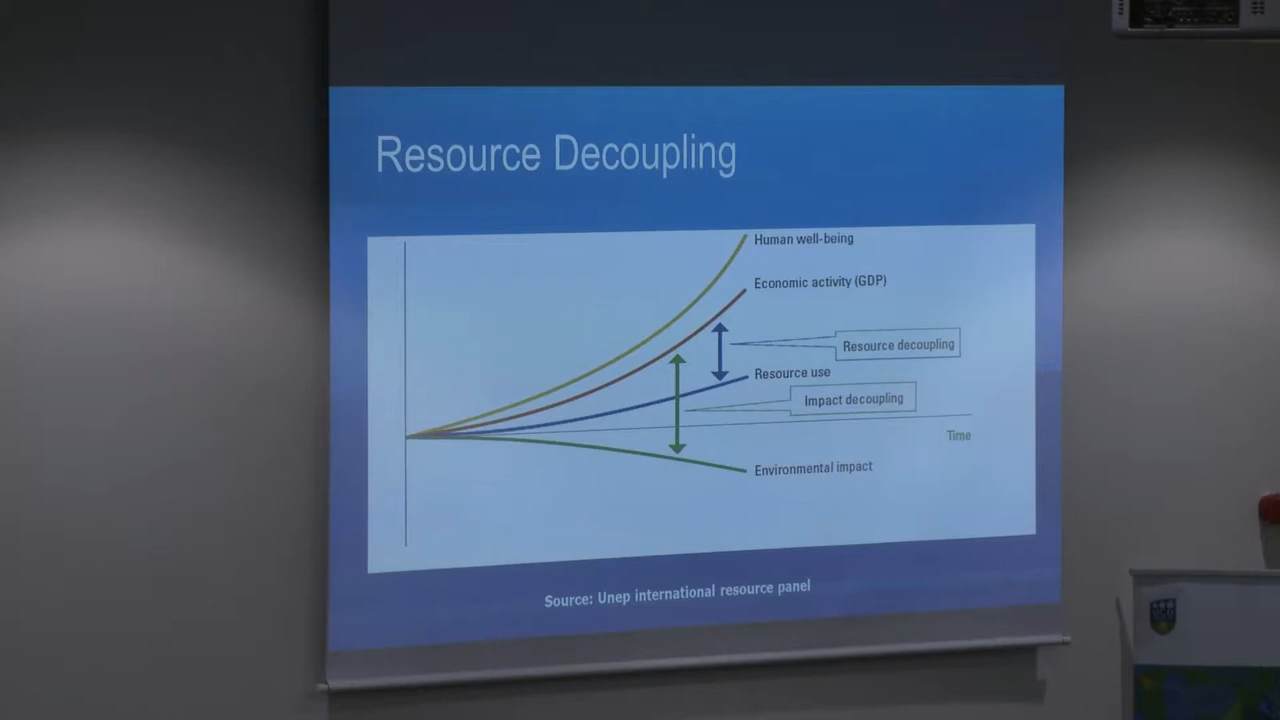 Resource Decoupling
Human well-being
Economic activity (GDP)
Resource decoupling
Resource use
Impact decoupling
Time
Environmental impact
Source: Unep international resource panel